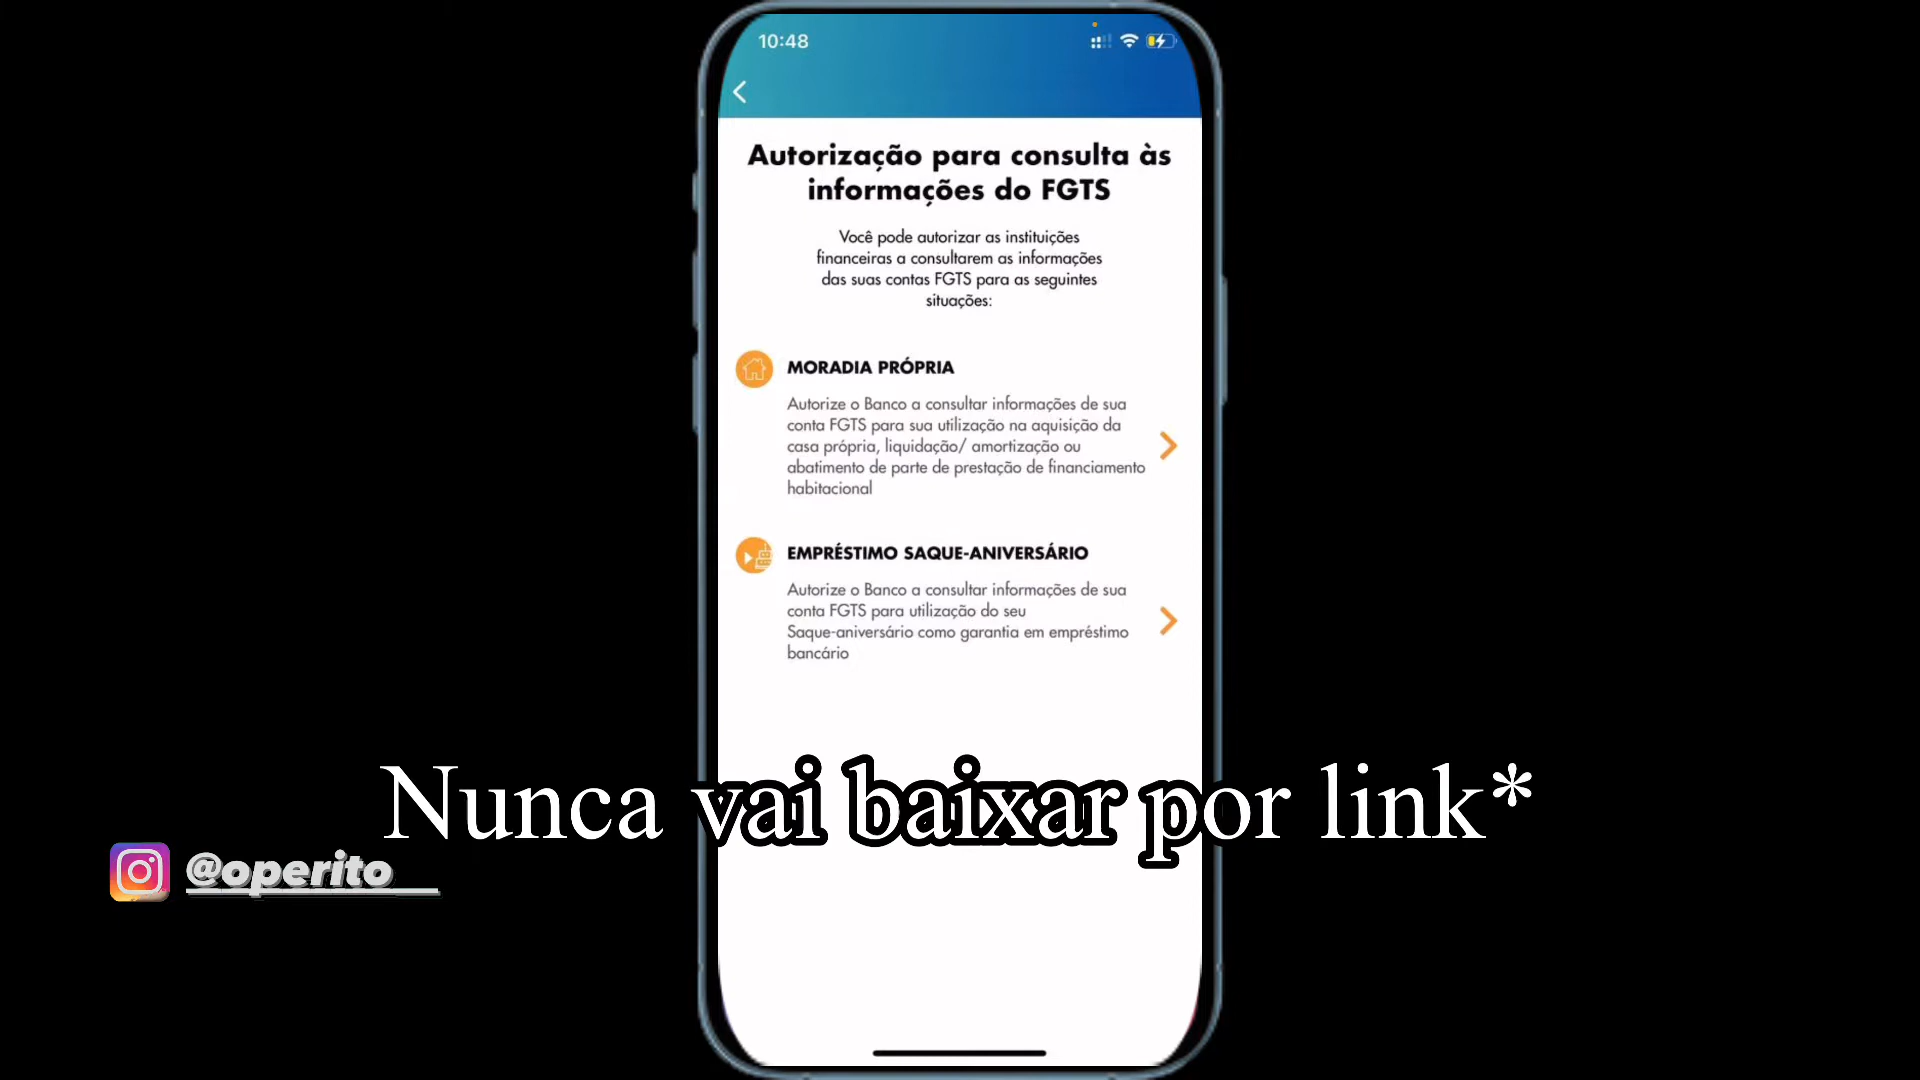 10:48
Autorização para consulta às
informações do FGTS
Você pode autorizar as instituições
financeiras a consultarem as informações
das suas contas FGTS para as seguintes
situações:
MORADIA PRÓPRIA
Autorize o Banco a consultar informações de sua
conta FGTS para sua utilização na aquisição da
casa própria, liquidação/ amortização ou
abatimento de parte de prestação de financiamento
habitacional
EMPRÉSTIMO SAQUE-ANIVERSÁRIO
Autorize o Banco a consultar informações de sua
conta FGTS para utilização do seu
Saque-aniversário como garantia em empréstimo
bancário
Nunca vai baixar por link*
@operito__